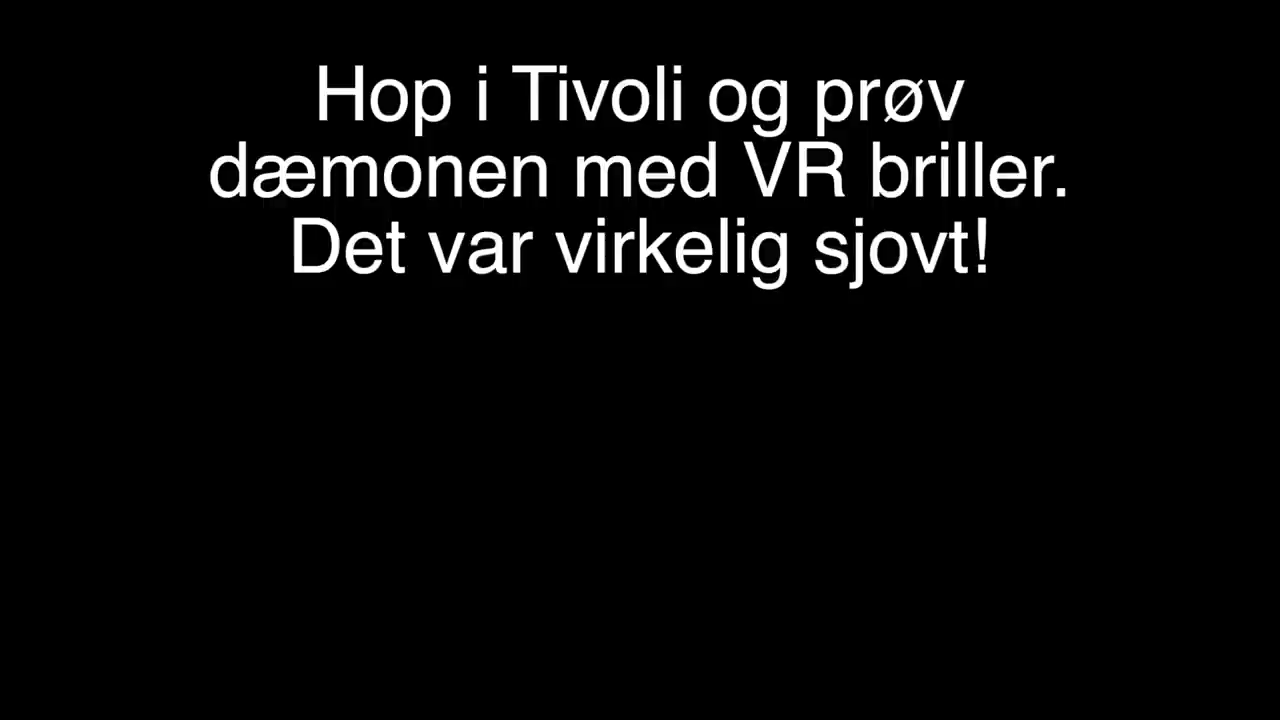 Hop i Tivoli og prøv
dæmonen med VR briller.
Det var virkelig sjovt!